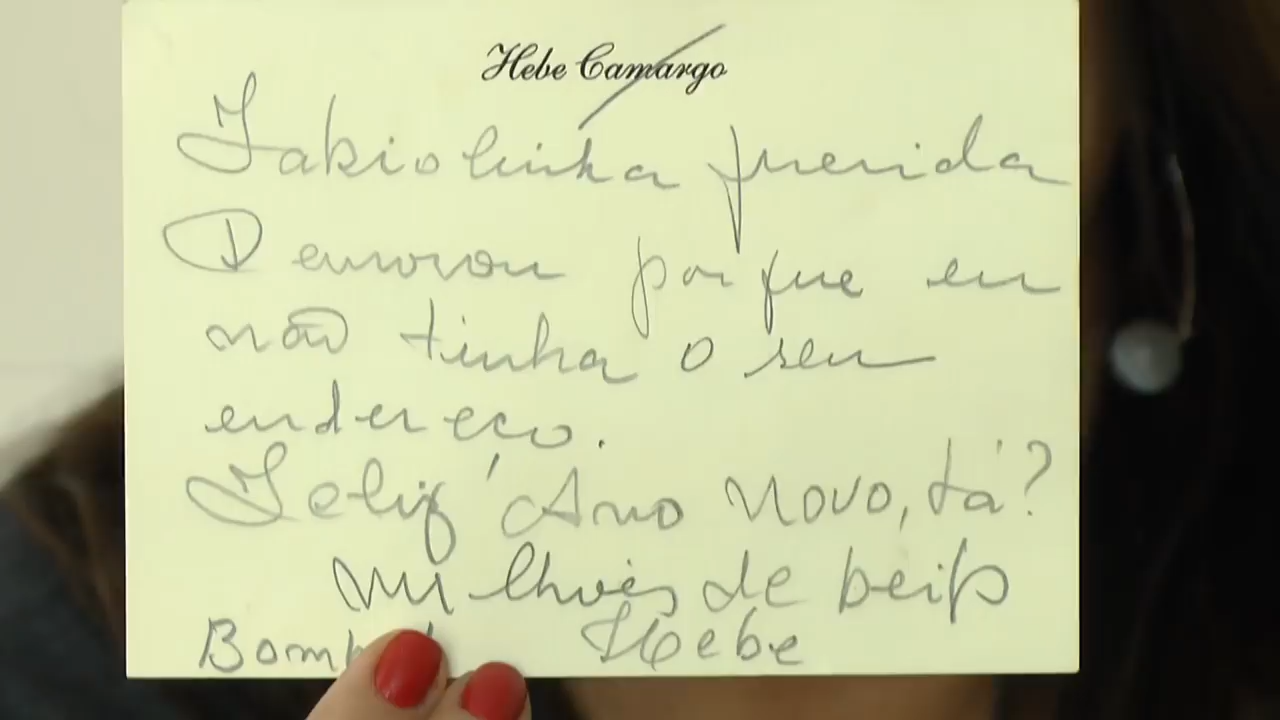 Hebe Camargo
Fabiolinha querida
Demorou porque eu
não tinha o seu
endereço.
Feliz Ano Novo, tá?
Milhões de beijos
Hebe